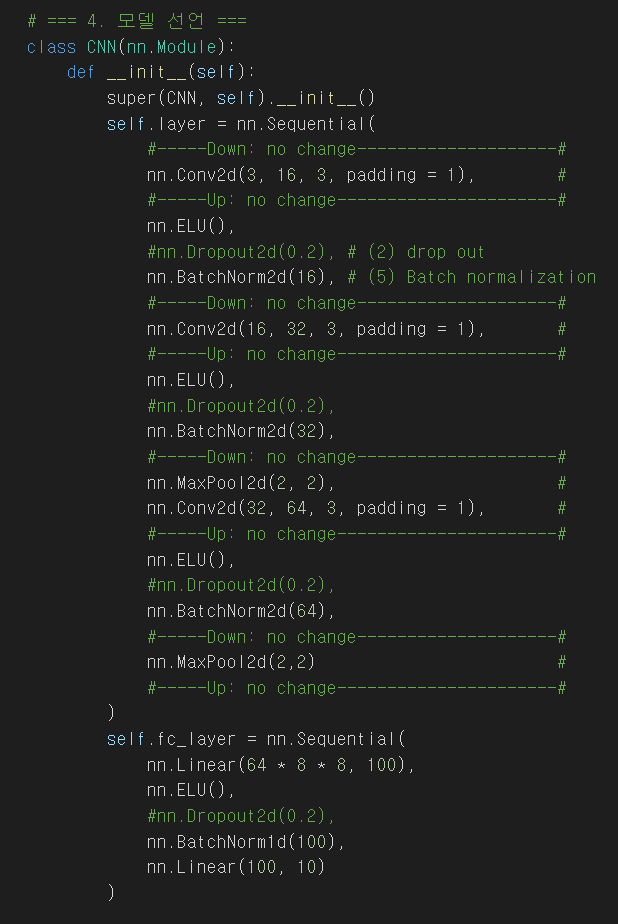 # === 4. 모델 선언 ===
class CNN(nn.Module):
    def __init__(self):
        super(CNN, self).__init__()
        self.layer = nn.Sequential(
            #-----Down: no change--------------------#
            nn.Conv2d(3, 16, 3, padding = 1),        #
            #-----Up: no change----------------------#
            nn.ELU(),
            #nn.Dropout2d(0.2), # (2) drop out
            nn.BatchNorm2d(16), # (5) Batch normalization
            #-----Down: no change--------------------#
            nn.Conv2d(16, 32, 3, padding = 1),       #
            #-----Up: no change----------------------#
            nn.ELU(),
            #nn.Dropout2d(0.2),
            nn.BatchNorm2d(32),
            #-----Down: no change--------------------#
            nn.MaxPool2d(2, 2),                      #
            nn.Conv2d(32, 64, 3, padding = 1),       #
            #-----Up: no change----------------------#
            nn.ELU(),
            #nn.Dropout2d(0.2),
            nn.BatchNorm2d(64),
            #-----Down: no change--------------------#
            nn.MaxPool2d(2,2)                        #
            #-----Up: no change----------------------#
        )
        self.fc_layer = nn.Sequential(
            nn.Linear(64 * 8 * 8, 100),
            nn.ELU(),
            #nn.Dropout2d(0.2),
            nn.BatchNorm1d(100),
            nn.Linear(100, 10)
        )